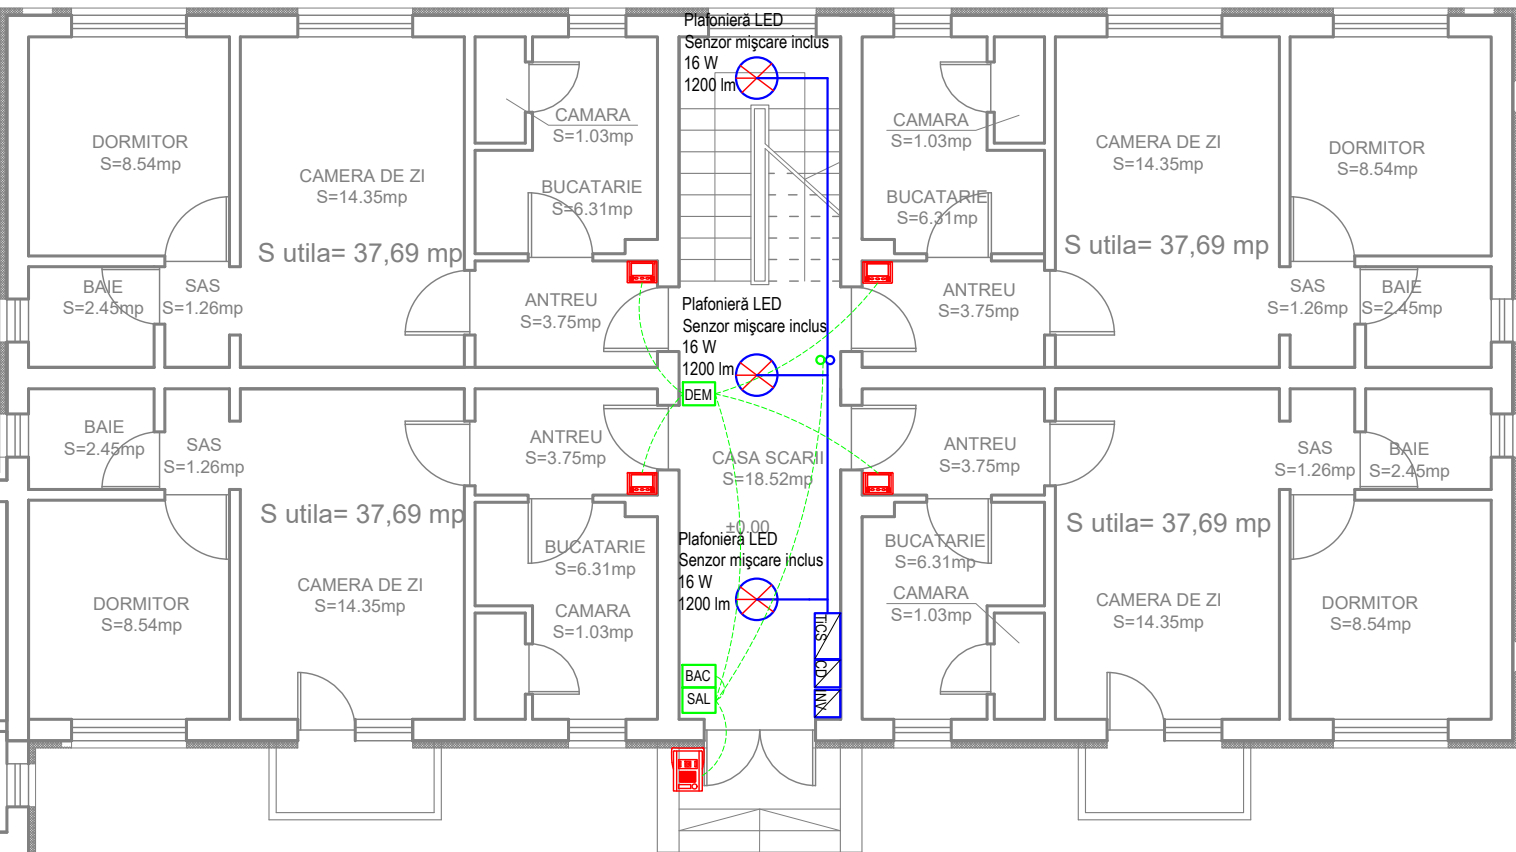 Plafonieră LED
Senzor mişcare inclus
16 W
1200 lm
DORMITOR
S=8.54mp
CAMERA DE ZI
S=14.35mp
CAMARA
S=1.03mp
BUCATARIE
S=6.31mp
S utila= 37,69 mp
BAIE
S=2.45mp
SAS
S=1.26mp
ANTREU
S=3.75mp
CAMARA
S=1.03mp
BUCATARIE
S=6.31mp
CAMERA DE ZI
S=14.35mp
DORMITOR
S=8.54mp
S utila= 37,69 mp
ANTREU
S=3.75mp
SAS
S=1.26mp
BAIE
S=2.45mp
Plafonieră LED
Senzor mişcare inclus
16 W
1200 lm
DEM
BAIE
S=2.45mp
SAS
S=1.26mp
ANTREU
S=3.75mp
S utila= 37,69 mp
BUCATARIE
S=6.31mp
CAMARA
S=1.03mp
CAMERA DE ZI
S=14.35mp
DORMITOR
S=8.54mp
CASA SCARII
S=18.52mp
±0.00
Plafonieră LED
Senzor mişcare inclus
16 W
1200 lm
TICS
CD
NV
BAC
SAL
ANTREU
S=3.75mp
SAS
S=1.26mp
BAIE
S=2.45mp
S utila= 37,69 mp
BUCATARIE
S=6.31mp
CAMARA
S=1.03mp
CAMERA DE ZI
S=14.35mp
DORMITOR
S=8.54mp